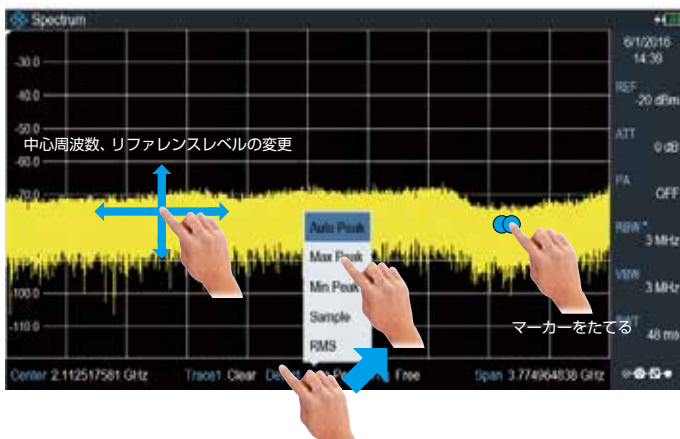 Spectrum
6/1/2016
14:39
-30.0
REF
-20 dBm
-40.0
-50.0
ATT
0 dB
中心周波数、リファレンスレベルの変更
-60.0
PA
OFF
-70.0
Auto Peak
RBW
3 MHz
Max Peak
VBW
3 MHz
Min Peak
-100.0
Sample
マーカーをたてる
-110.0
48 ms
RMS
Center 2.112517581 GHz
Trace1 Clear
Free
Span 3.774964838 GHz